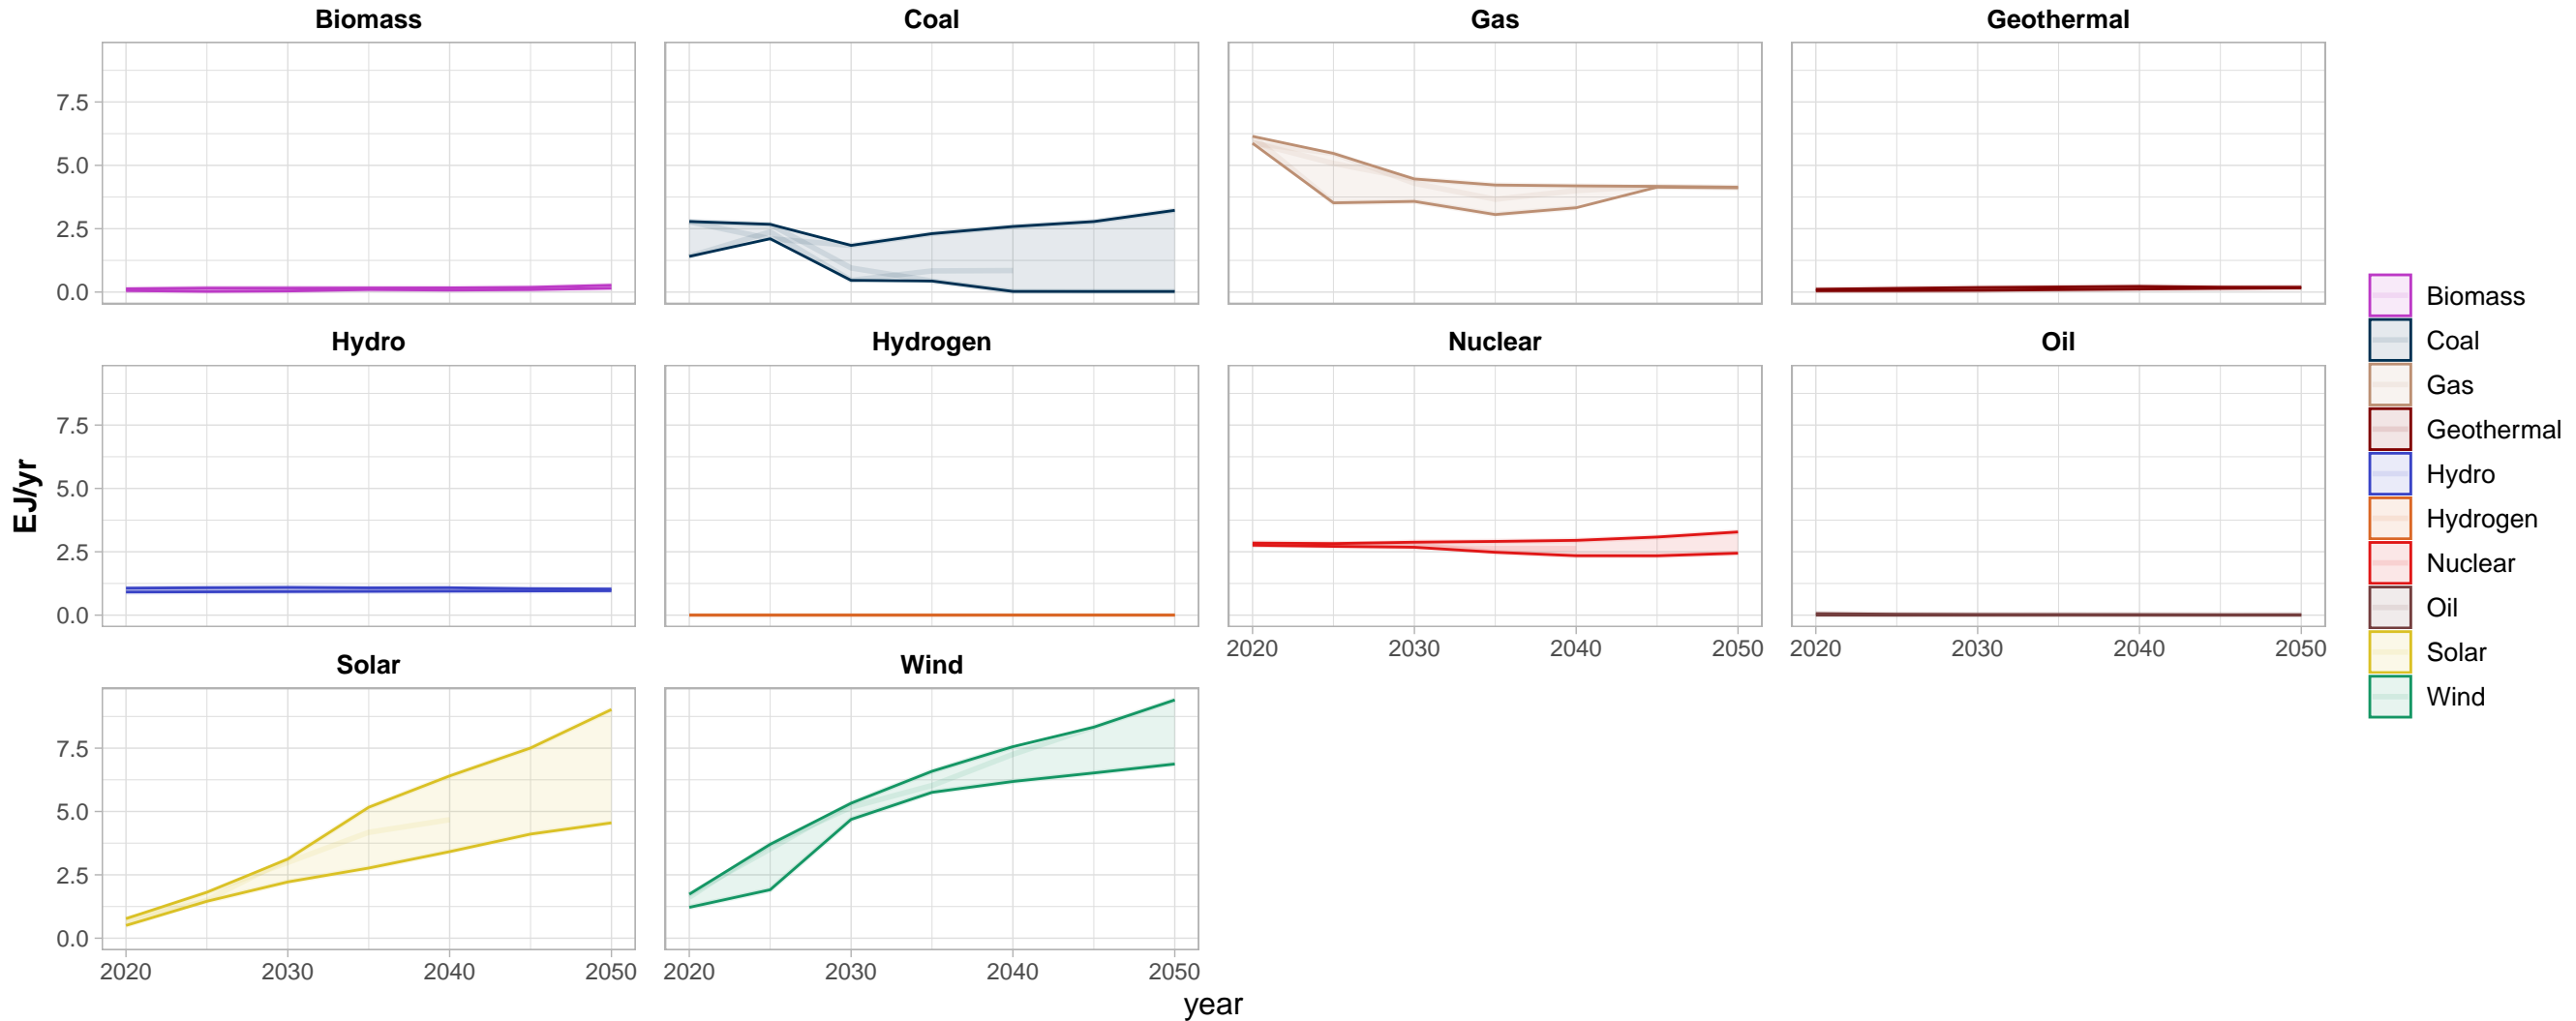 Biomass
Coal
Gas
Geothermal
7.5
5.0
2.5
0.0
Hydro
Hydrogen
Nuclear
Oil
7.5
5.0
2.5
0.0
2020 2030 2040 2050
2020 2030 2040 2050
Solar
Wind
7.5
5.0
2.5
0.0
2020 2030 2040 2050
2020 2030 2040 2050
year
EJ/yr
Biomass
Coal
Gas
Geothermal
Hydro
Hydrogen
Nuclear
Oil
Solar
Wind